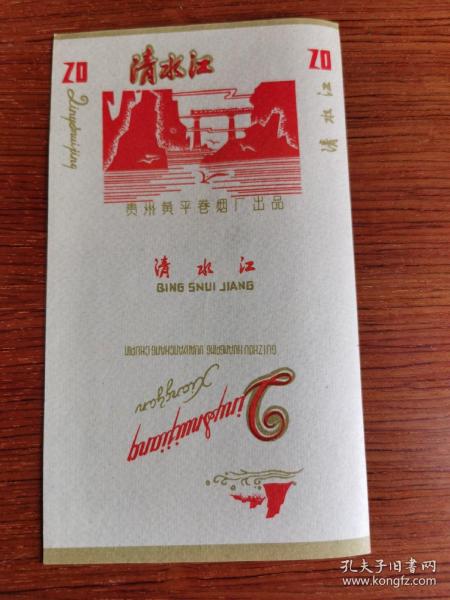 20
清水江
20
Qingshuijiang
清水江
贵州黄平卷烟厂出品
清水江
QING SHUI JIANG
GUIZHOU HUANGPING JUANYANCHANG CHUPIN
Xiangyan
Qingshuijiang
孔夫子旧书网
www.kongfz.com